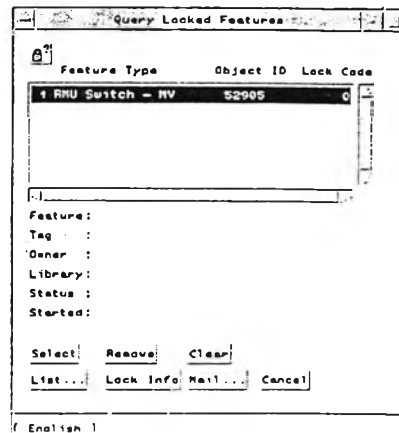 Query Locked Features
Feature Type Object ID Lock Code
1 RMU Switch - MV 52905 0
Feature:
Tag :
Owner :
Library:
Status :
Started:
Select Remove Clear
List... Lock Info Mail... Cancel
[ English ]